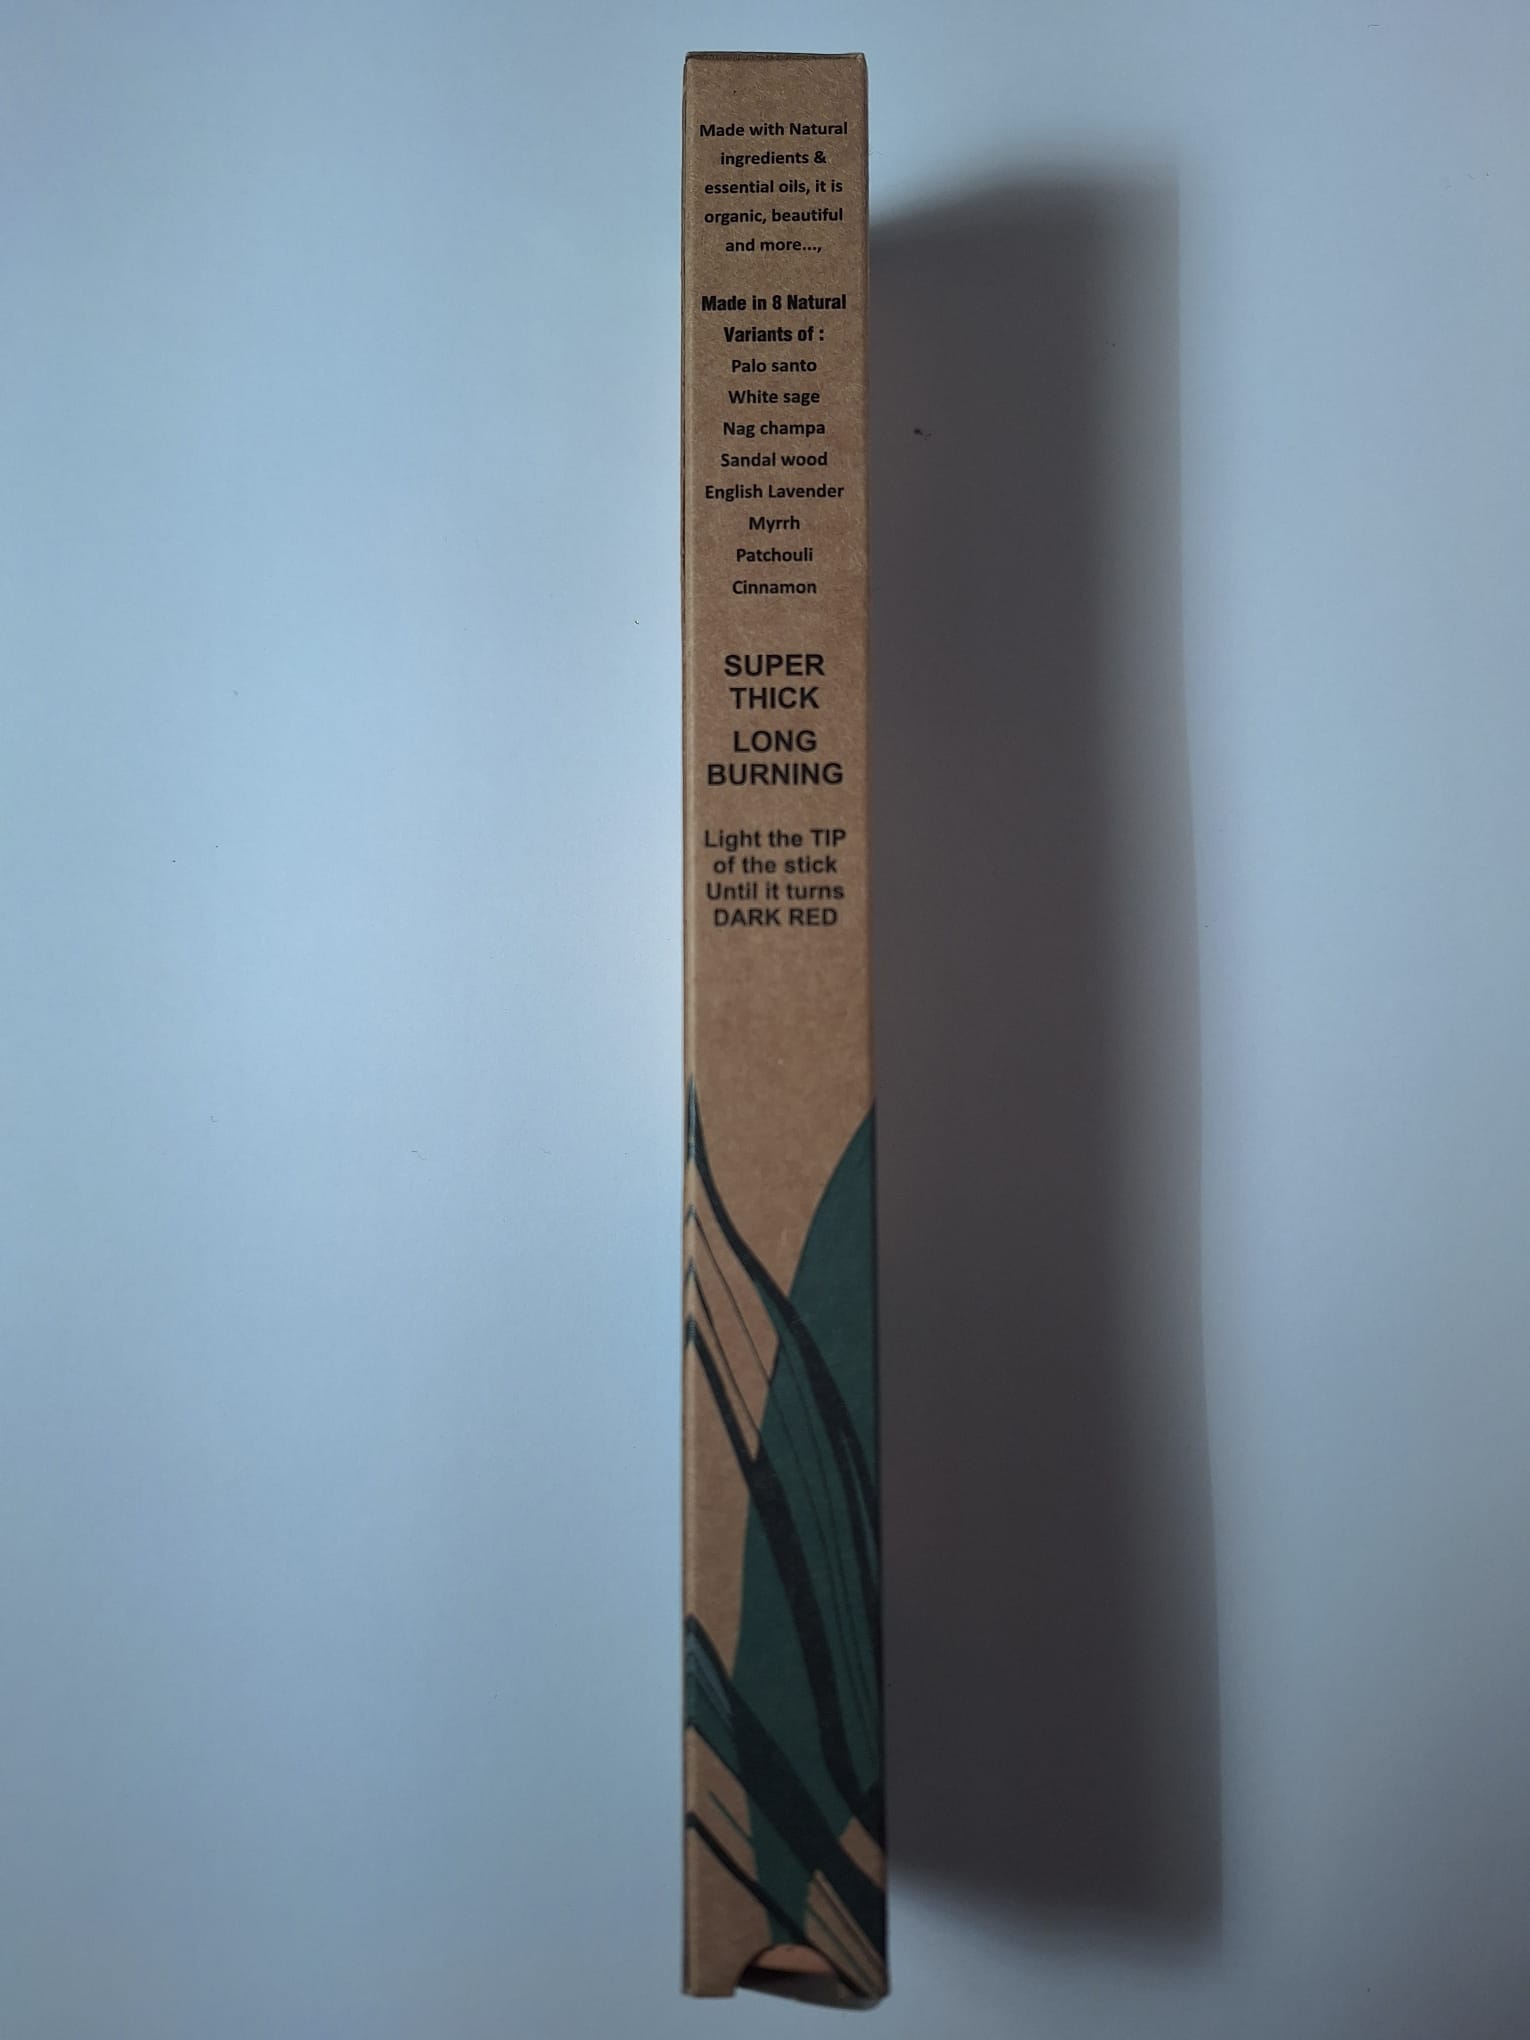 Made with Natural
ingredients &
essential oils, it is
organic, beautiful
and more...,
Made in 8 Natural
Variants of :
Palo santo
White sage
Nag champa
Sandal wood
English Lavender
Myrrh
Patchouli
Cinnamon
SUPER
THICK
LONG
BURNING
Light the TIP
of the stick
Until it turns
DARK RED